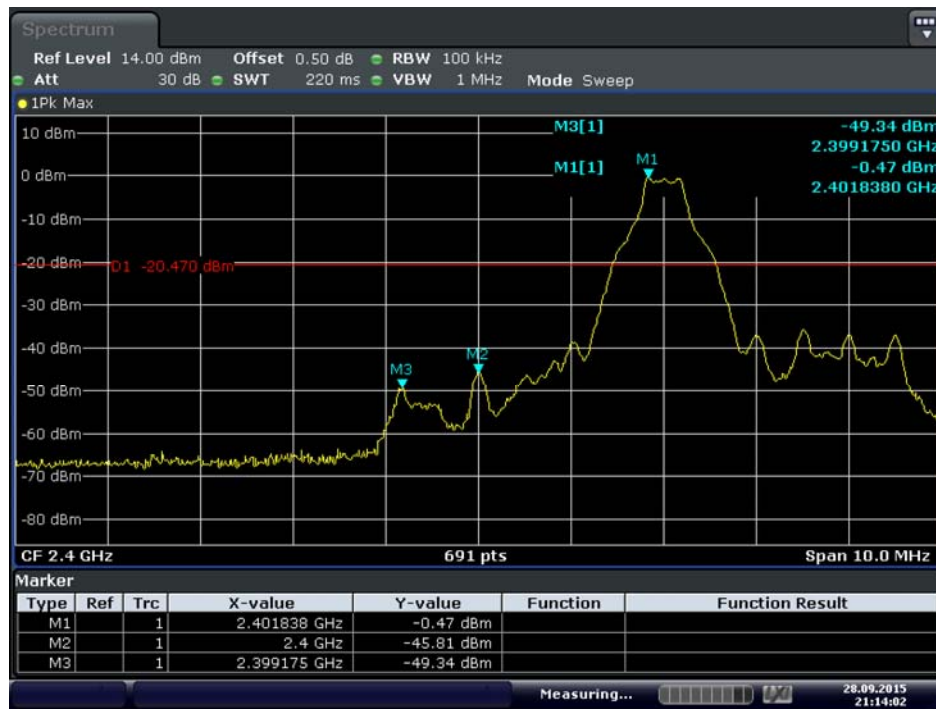 Spectrum
Ref Level 14.00 dBm Offset 0.50 dB RBW 100 kHz
Att 30 dB SWT 220 ms VBW 1 MHz Mode Sweep
1Pk Max
10 dBm M3[1] -49.34 dBm
2.3991750 GHz
0 dBm M1[1] M1 -0.47 dBm
2.4018380 GHz
-10 dBm
-20 dBm D1 -20.470 dBm
-30 dBm
-40 dBm
M3 M2
-50 dBm
-60 dBm
-70 dBm
-80 dBm
CF 2.4 GHz 691 pts Span 10.0 MHz
Marker
Type Ref Trc X-value Y-value Function Function Result
M1 1 2.401838 GHz -0.47 dBm
M2 1 2.4 GHz -45.81 dBm
M3 1 2.399175 GHz -49.34 dBm
Measuring... 28.09.2015
21:14:02